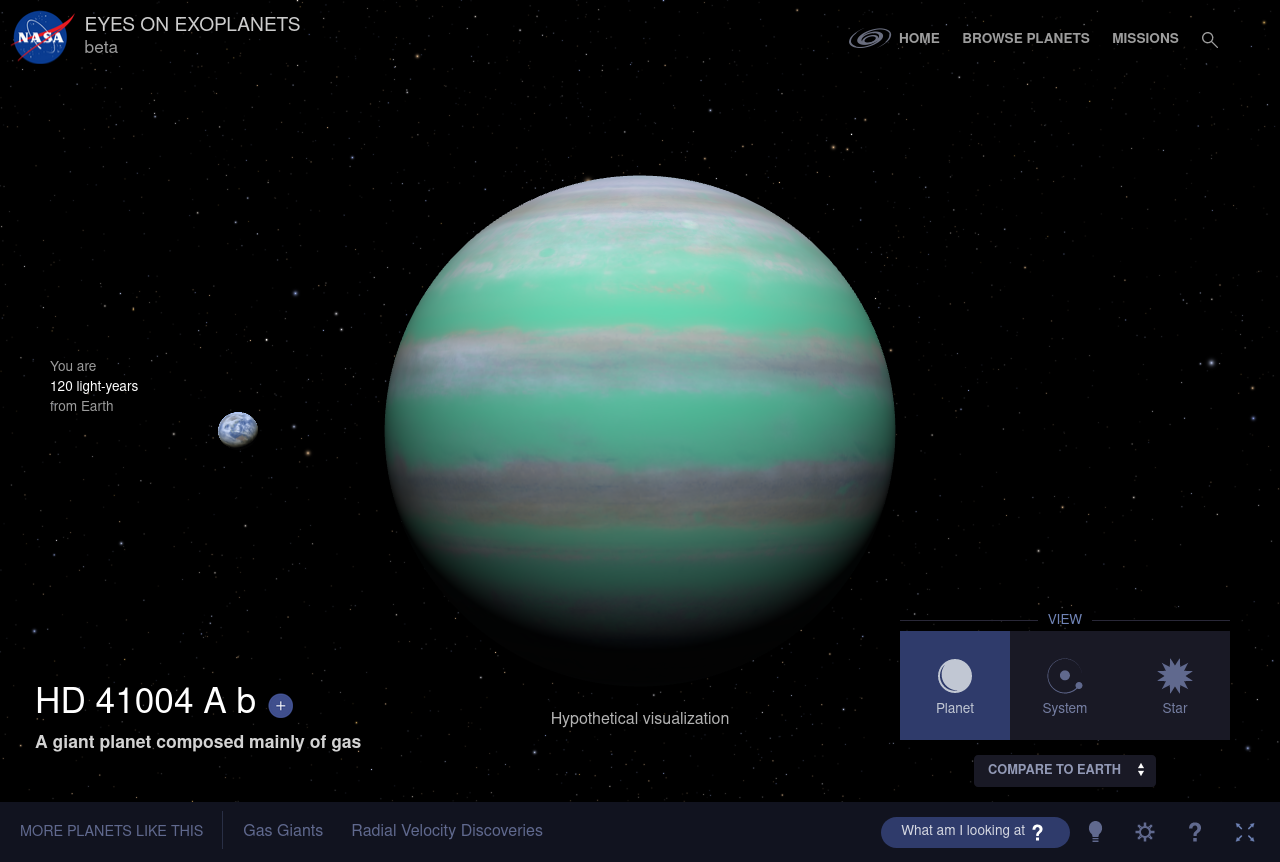 NASA
EYES ON EXOPLANETS
beta
HOME
BROWSE PLANETS
MISSIONS
You are
120 light-years
from Earth
HD 41004 A b +
A giant planet composed mainly of gas
Hypothetical visualization
VIEW
Planet
System
Star
COMPARE TO EARTH
MORE PLANETS LIKE THIS
Gas Giants
Radial Velocity Discoveries
What am I looking at ?
?